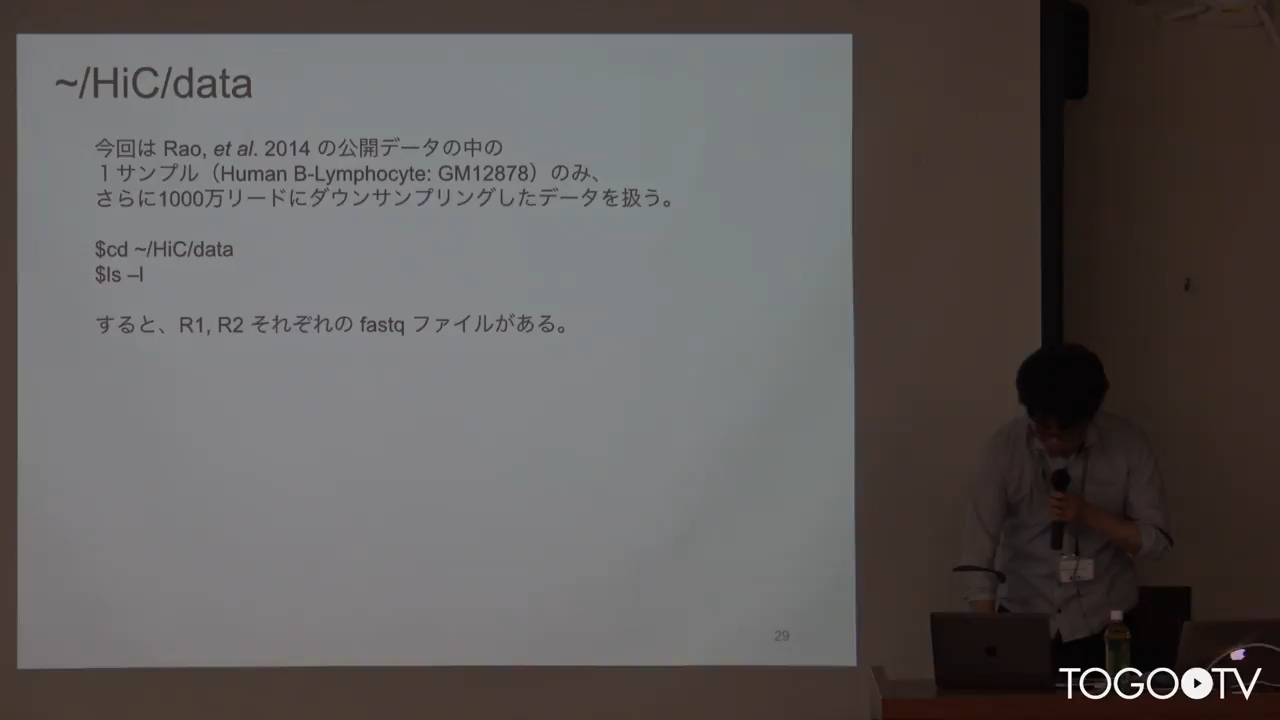 ~/HiC/data
今回は Rao, et al. 2014 の公開データの中の
１サンプル（Human B-Lymphocyte: GM12878）のみ、
さらに1000万リードにダウンサンプリングしたデータを扱う。
$cd ~/HiC/data
$ls –l
すると、R1, R2 それぞれの fastq ファイルがある。
29
TOGO TV